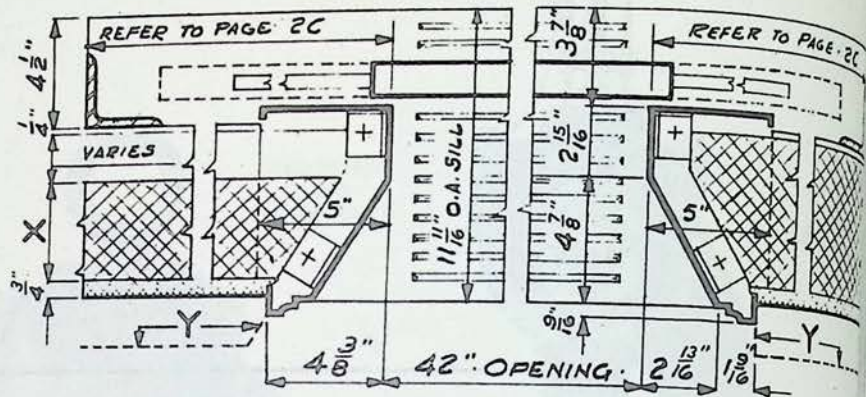 REFER TO PAGE 2C
REFER TO PAGE 2C
4 1/2"
3 7/8"
1/4"
VARIES
2 15/16"
11 11/16" O.A. SILL
X
5"
4 7/8"
5"
3/4"
9/16"
Y
Y
4 3/8"
42" OPENING.
2 13/16"
1 9/16"